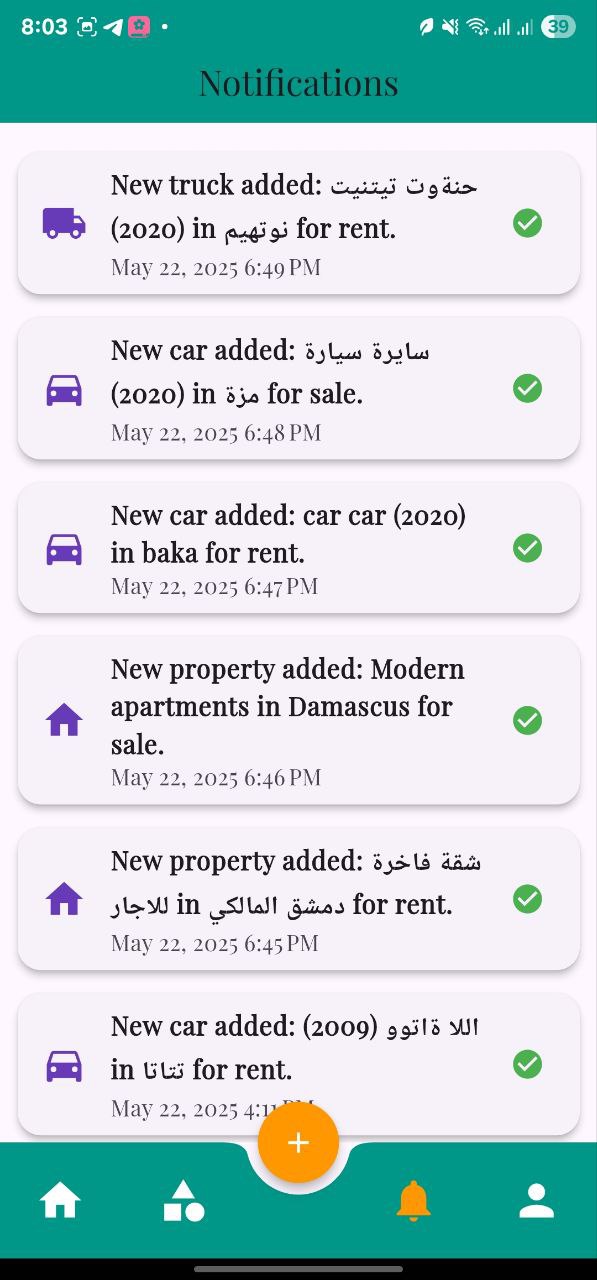 8:03
39
Notifications
New truck added: حنةوت تيتنيت
(2020) in نوتهيم for rent.
May 22, 2025 6:49 PM
New car added: سايرة سيارة
(2020) in مزة for sale.
May 22, 2025 6:48 PM
New car added: car car (2020)
in baka for rent.
May 22, 2025 6:47 PM
New property added: Modern
apartments in Damascus for
sale.
May 22, 2025 6:46 PM
New property added: شقة فاخرة
للاجار in دمشق المالكي for rent.
May 22, 2025 6:45 PM
New car added: اللا ةاتوو (2009)
in تتاتا for rent.
May 22, 2025 4:11 PM